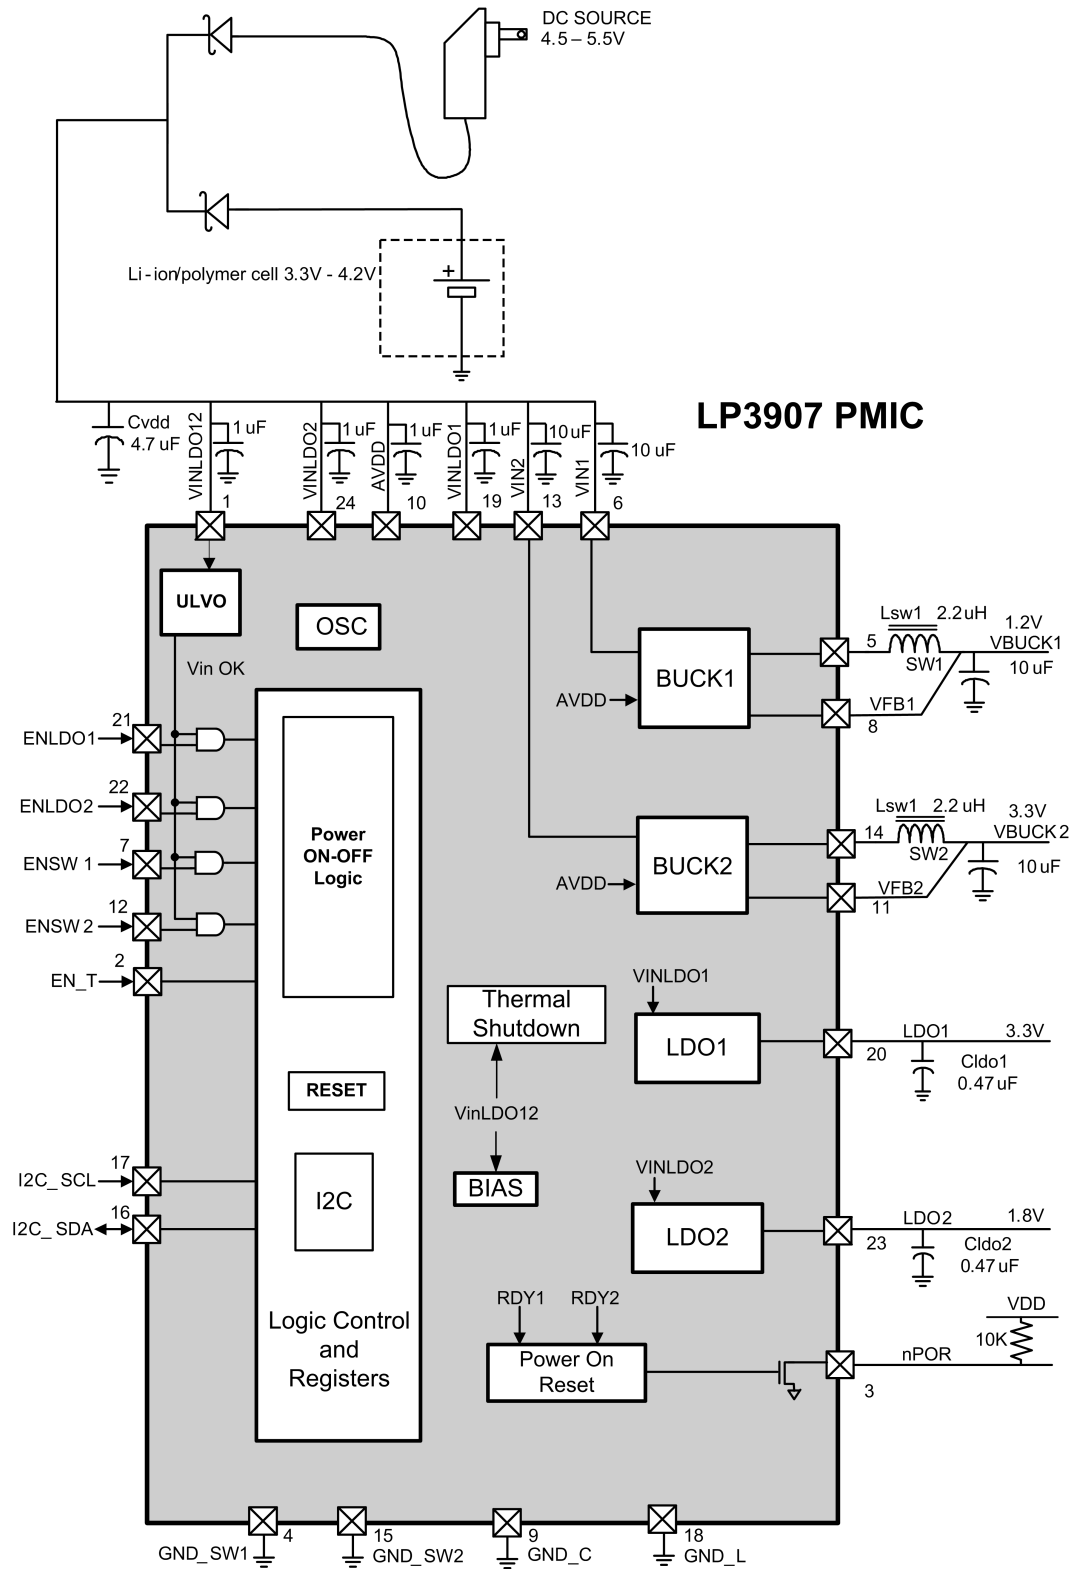 DC SOURCE
4.5 – 5.5V
Li-ion/polymer cell 3.3V - 4.2V
+
LP3907 PMIC
Cvdd
4.7 uF
VINLDO12
1 uF
VINLDO2
1 uF
AVDD
1 uF
VINLDO1
1 uF
VIN2
10 uF
VIN1
10 uF
1
24
10
19
13
6
ULVO
OSC
Vin OK
BUCK1
AVDD
5
Lsw1 2.2uH
SW1
1.2V
VBUCK1
10 uF
VFB1
8
21
ENLDO1
22
ENLDO2
7
ENSW 1
12
ENSW 2
2
EN_T
Power
ON-OFF
Logic
BUCK2
AVDD
14
Lsw1 2.2 uH
SW2
3.3V
VBUCK 2
10 uF
VFB2
11
Thermal
Shutdown
VinLDO12
BIAS
VINLDO1
LDO1
20
LDO1
3.3V
Cldo1
0.47 uF
RESET
17
I2C_SCL
16
I2C_SDA
I2C
VINLDO2
LDO2
23
LDO2
1.8V
Cldo2
0.47 uF
Logic Control
and
Registers
RDY1
RDY2
Power On
Reset
VDD
10K
nPOR
3
4
GND_SW1
15
GND_SW2
9
GND_C
18
GND_L